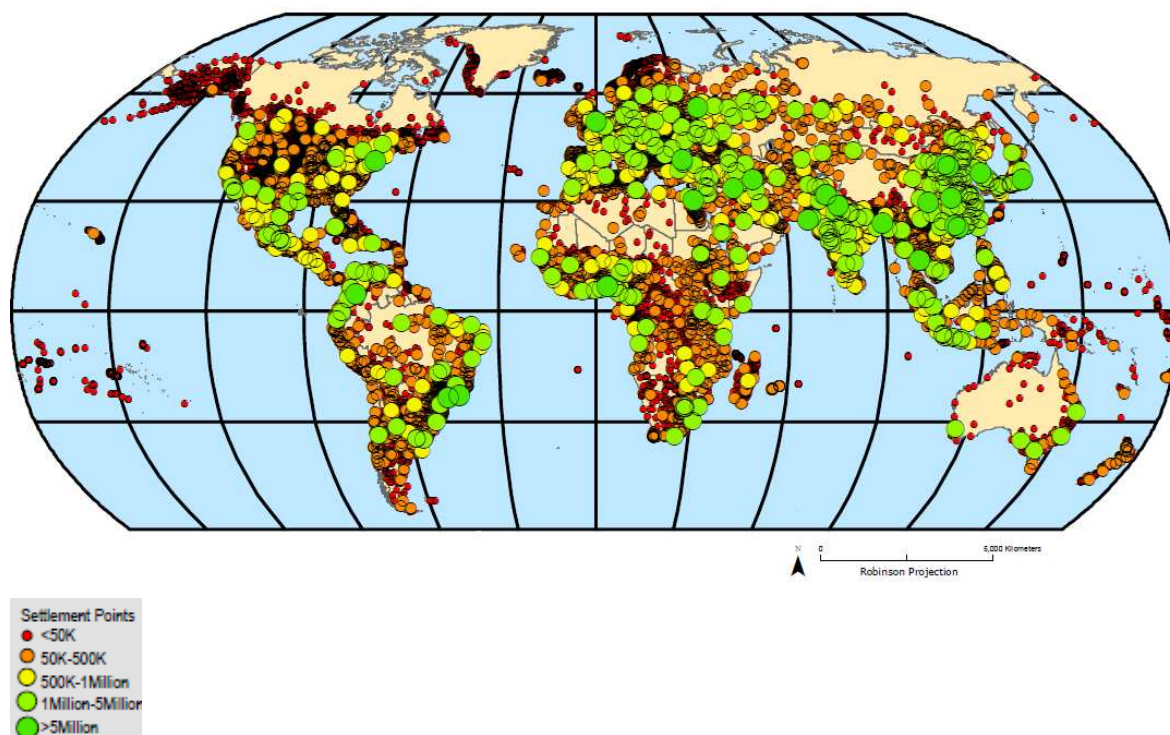 N
0
5,000 Kilometers
Robinson Projection
Settlement Points
<50K
50K-500K
500K-1Million
1Million-5Million
>5Million